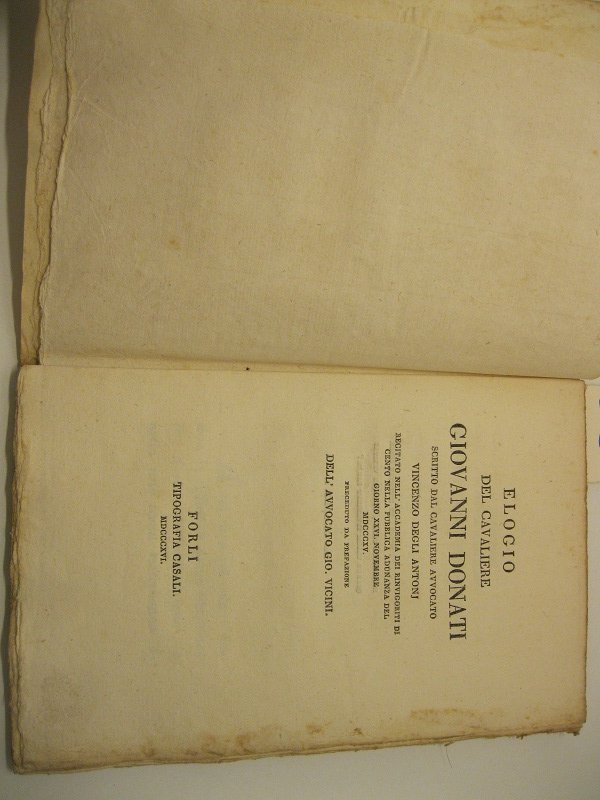 ELOGIO
DEL CAVALIERE
GIOVANNI DONATI
SCRITTO DAL CAVALIERE AVVOCATO
VINCENZO DEGLI ANTONJ
RECITATO NELL' ACCADEMIA DEI RINVIGORITI DI
CENTO NELLA PUBBLICA ADUNANZA DEL
GIORNO XXVI. NOVEMBRE
MDCCCXV.
PRECEDUTO DA PREFAZIONE
DELL' AVVOCATO GIO. VICINI.
FORLÌ
TIPOGRAFIA CASALI.
MDCCCXVI.